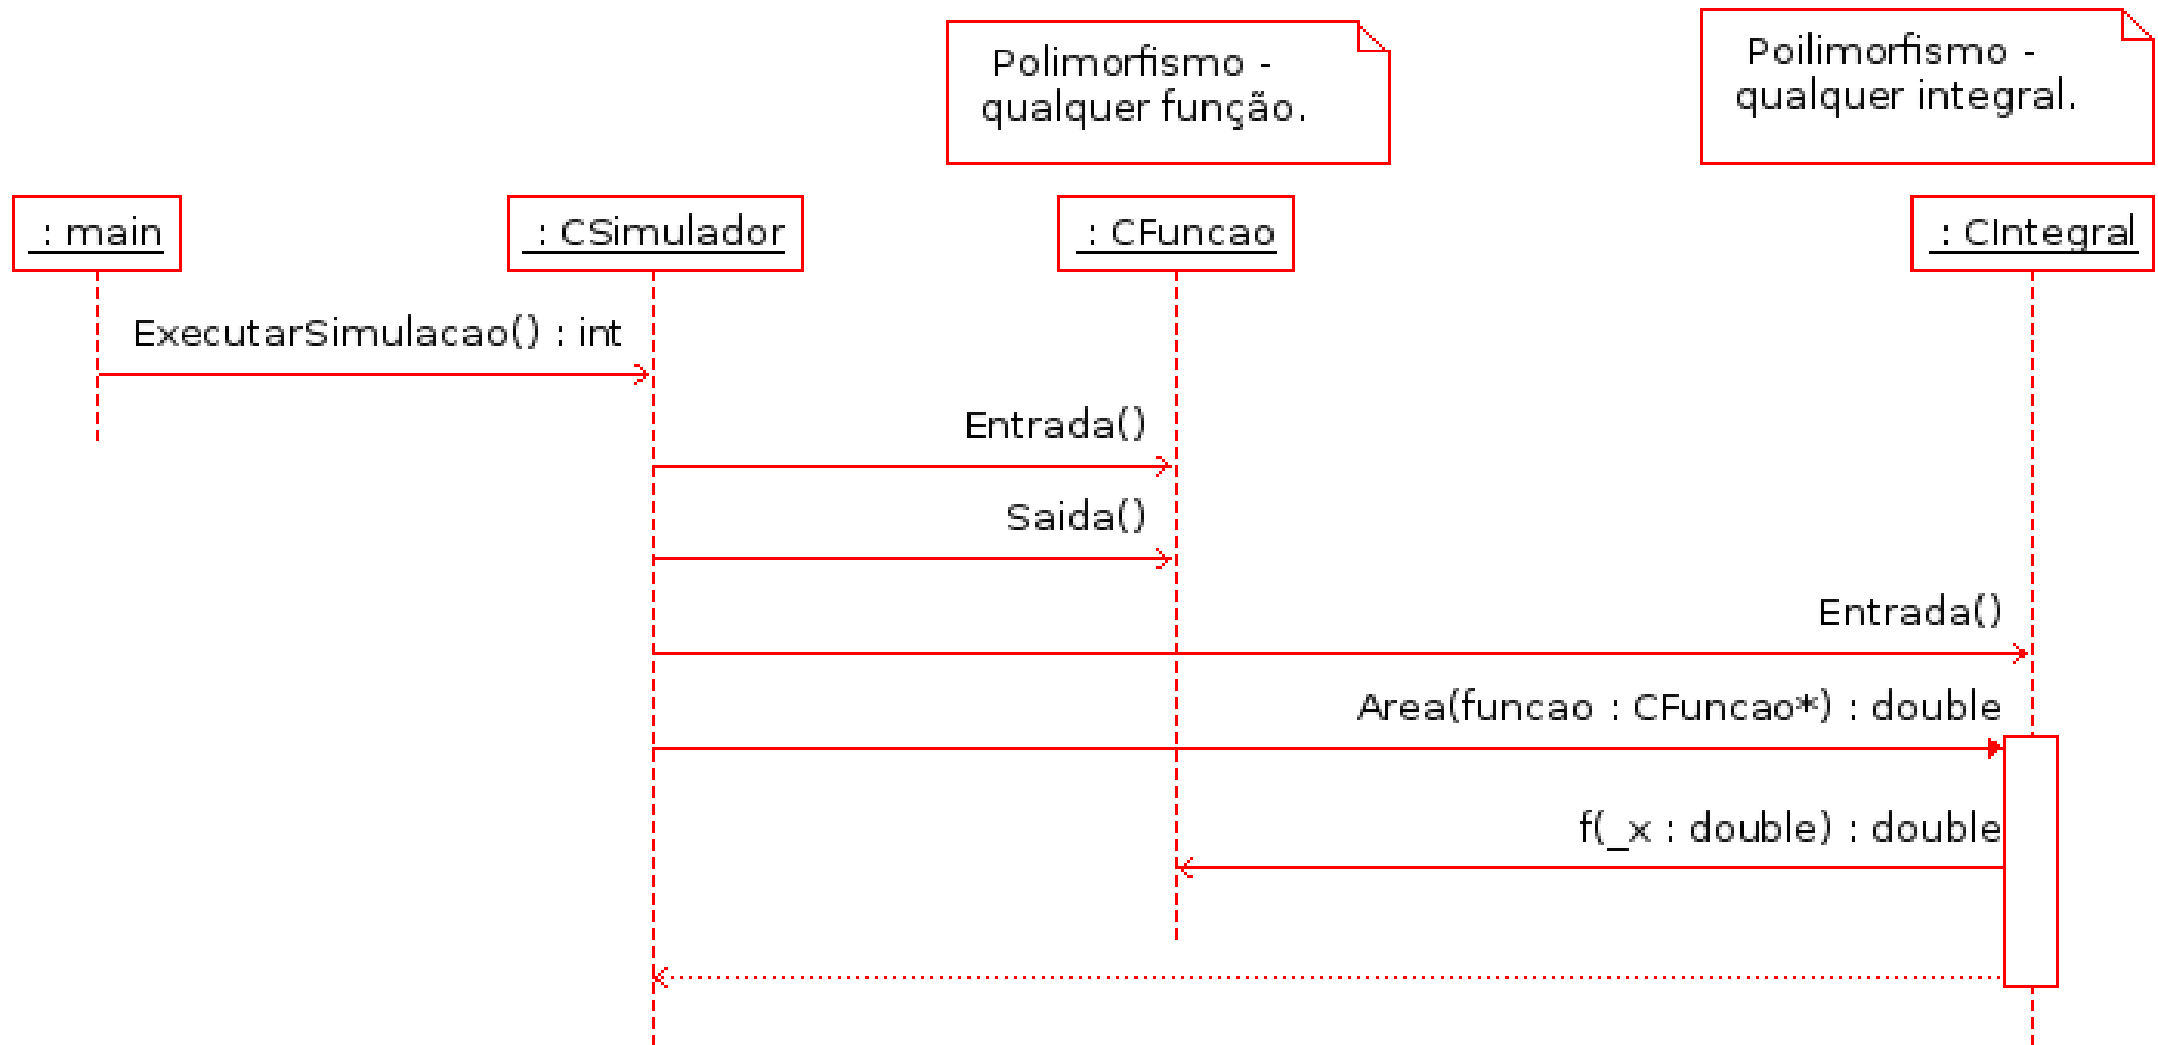 Polimorfismo -
qualquer função.
Poilimorfismo -
qualquer integral.
: main
: CSimulador
: CFuncao
: CIntegral
ExecutarSimulacao() : int
Entrada()
Saida()
Entrada()
Area(funcao : CFuncao*) : double
f(_x : double) : double